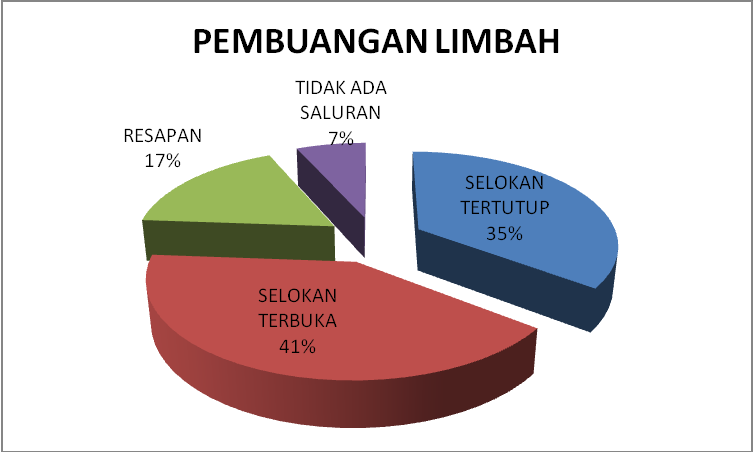 PEMBUANGAN LIMBAH
TIDAK ADA
SALURAN
7%
RESAPAN
17%
SELOKAN
TERTUTUP
35%
SELOKAN
TERBUKA
41%